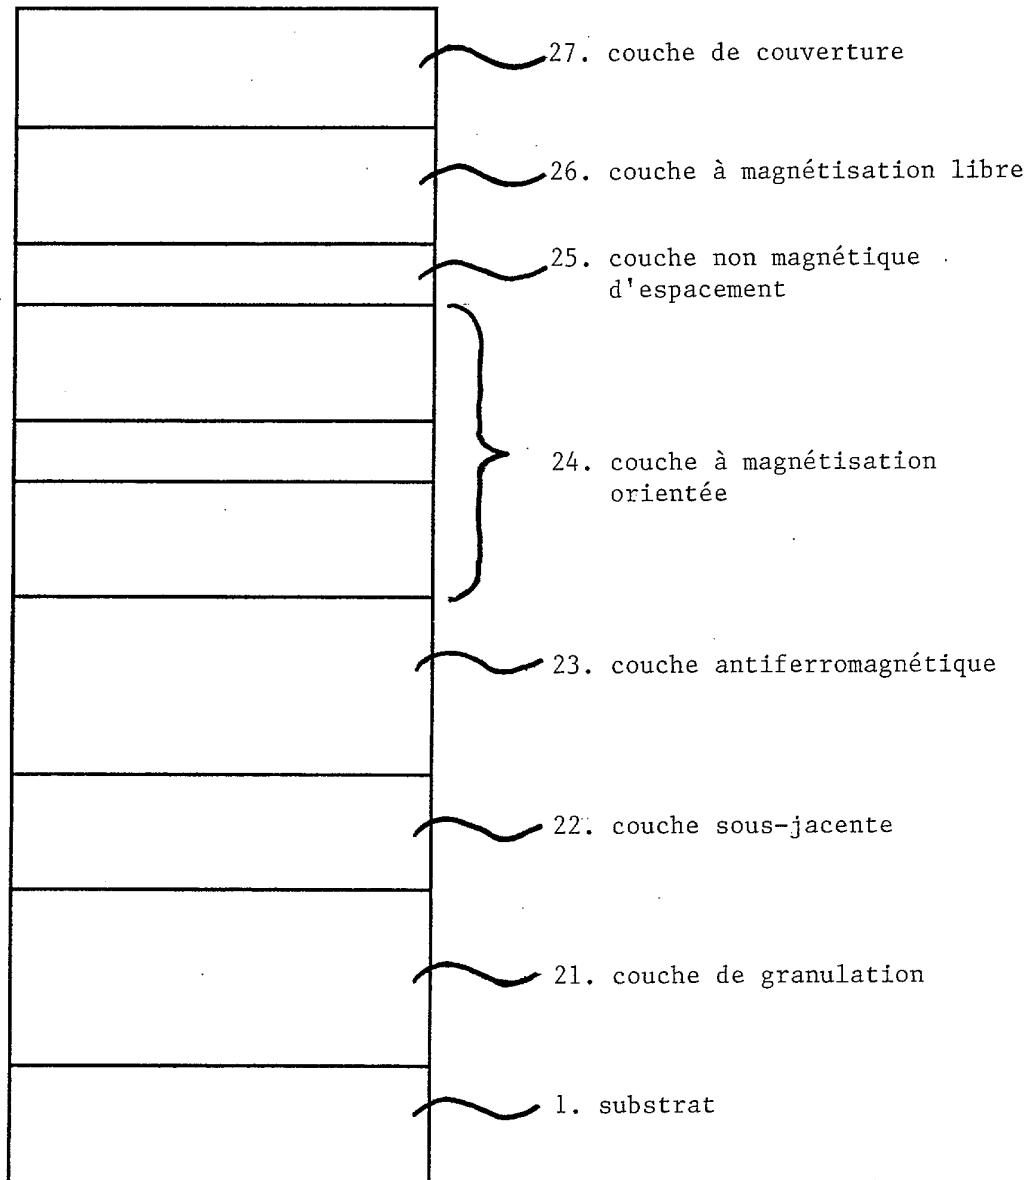 27. couche de couverture
26. couche à magnétisation libre
25. couche non magnétique
d'espacement
24. couche à magnétisation
orientée
23. couche antiferromagnétique
22. couche sous-jacente
21. couche de granulation
1. substrat